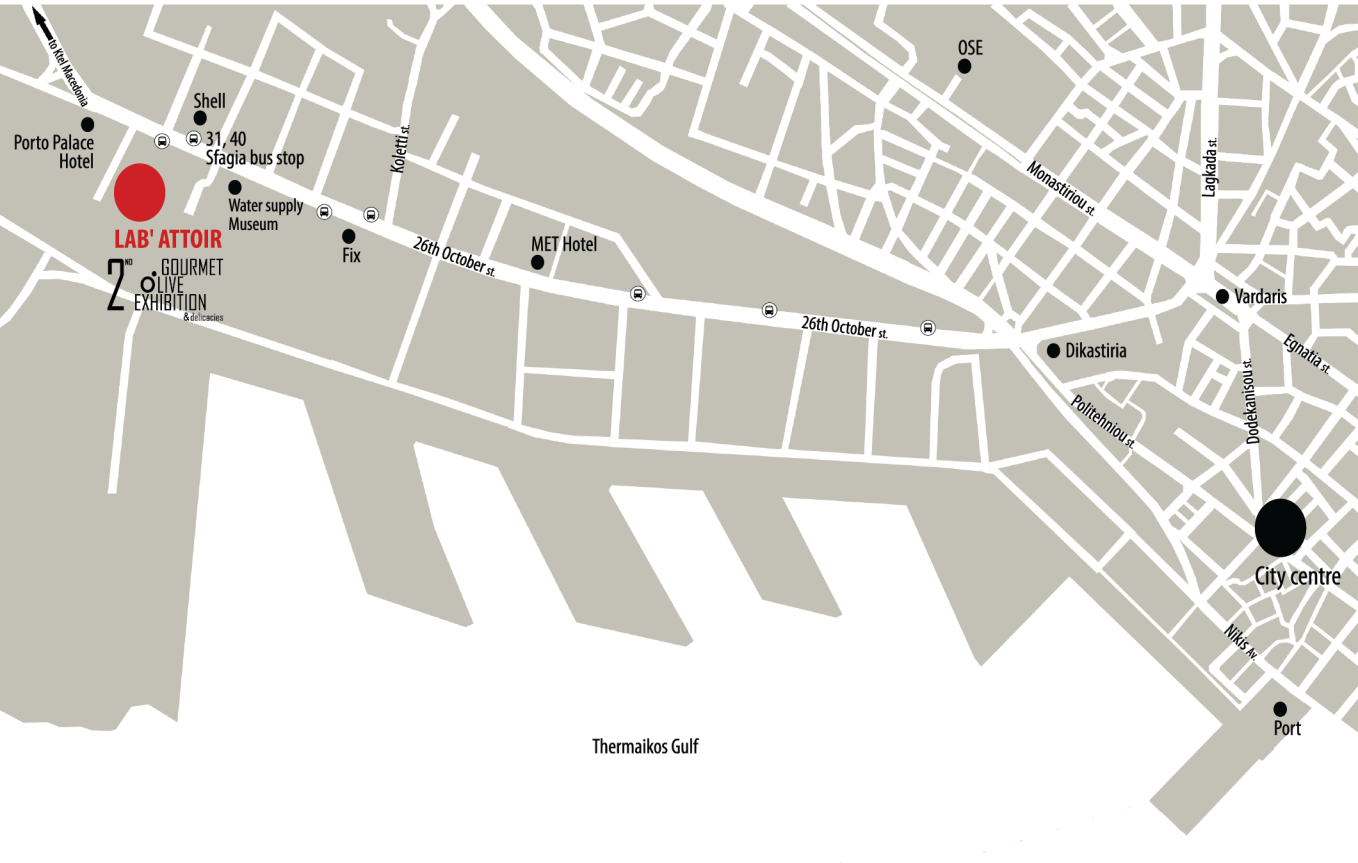 to Ktel Macedonia
OSE
Shell
31, 40
Sfagia bus stop
Porto Palace
Hotel
Koletti st.
Lagkada st.
Monastiriou st.
Water supply
Museum
LAB' ATTOIR
2ND GOURMET
OLIVE
EXHIBITION
& delicacies
Fix
26th October st.
MET Hotel
Vardaris
26th October st.
Dikastiria
Egnatia st.
Dodekanisou st.
Politehniou st.
City centre
Nikis Av.
Port
Thermaikos Gulf